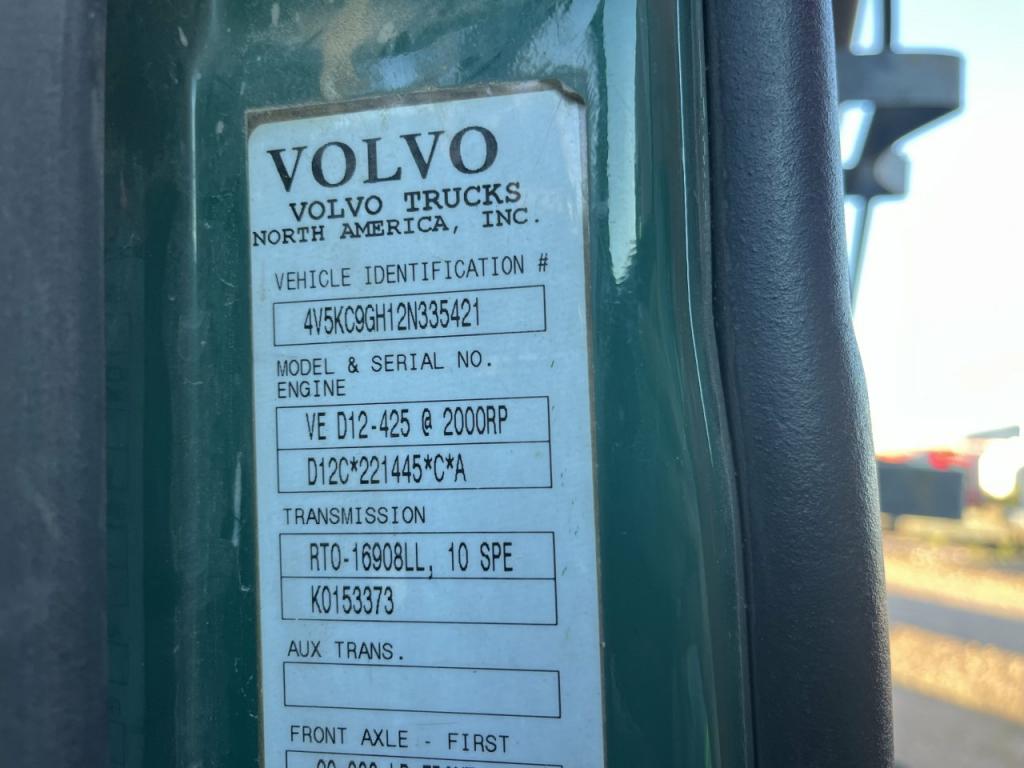 VOLVO
VOLVO TRUCKS
NORTH AMERICA, INC.
VEHICLE IDENTIFICATION #
4V5KC9GH12N335421
MODEL & SERIAL NO.
ENGINE
VE D12-425 @ 2000RP
D12C*221445*C*A
TRANSMISSION
RTO-16908LL, 10 SPE
K0153373
AUX TRANS.
FRONT AXLE - FIRST